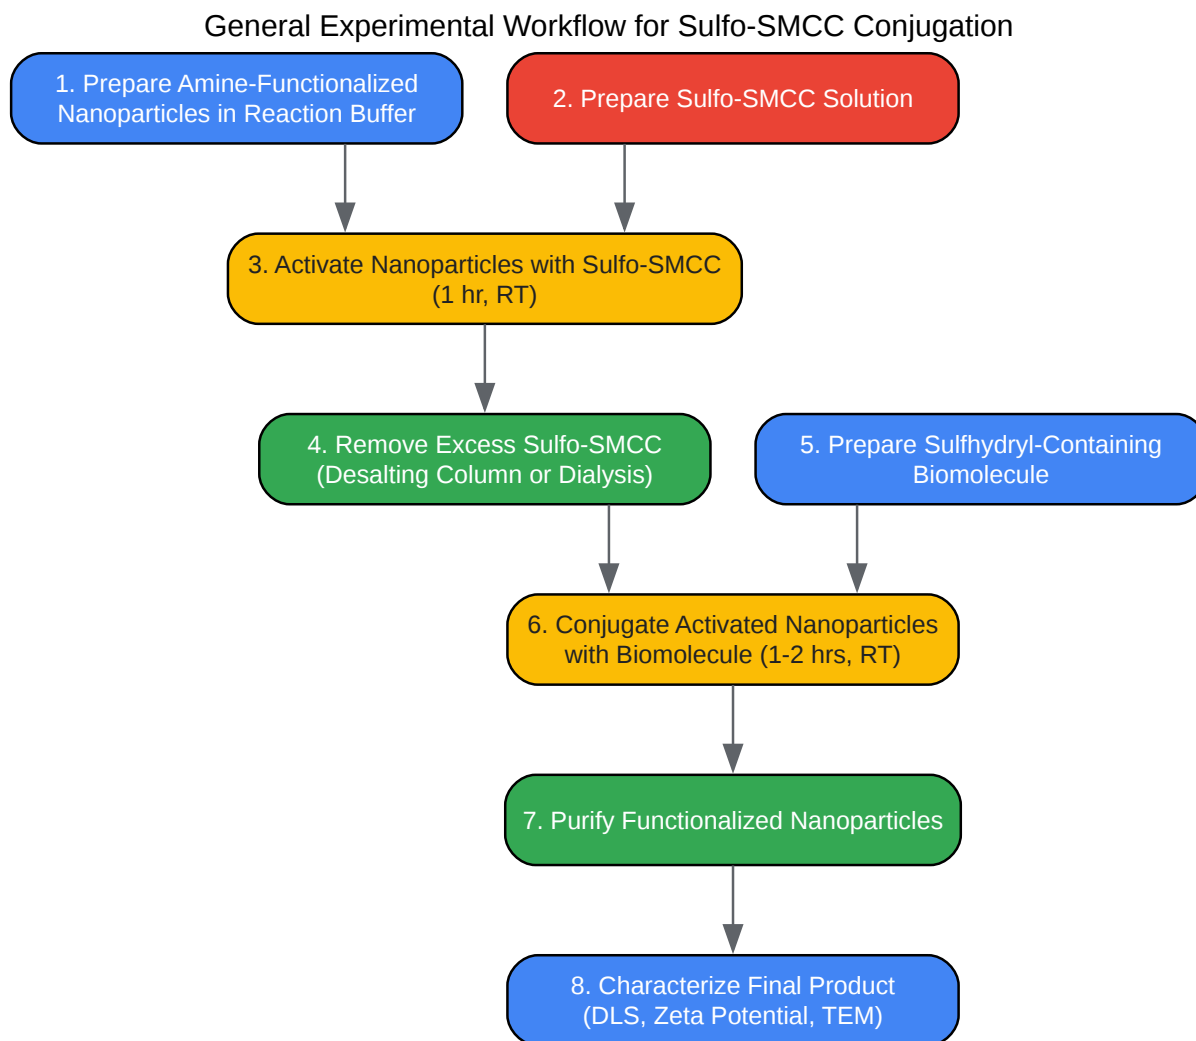 General Experimental Workflow for Sulfo-SMCC Conjugation
1. Prepare Amine-Functionalized
Nanoparticles in Reaction Buffer
2. Prepare Sulfo-SMCC Solution
3. Activate Nanoparticles with Sulfo-SMCC
(1 hr, RT)
4. Remove Excess Sulfo-SMCC
(Desalting Column or Dialysis)
5. Prepare Sulfhydryl-Containing
Biomolecule
6. Conjugate Activated Nanoparticles
with Biomolecule (1-2 hrs, RT)
7. Purify Functionalized Nanoparticles
8. Characterize Final Product
(DLS, Zeta Potential, TEM)